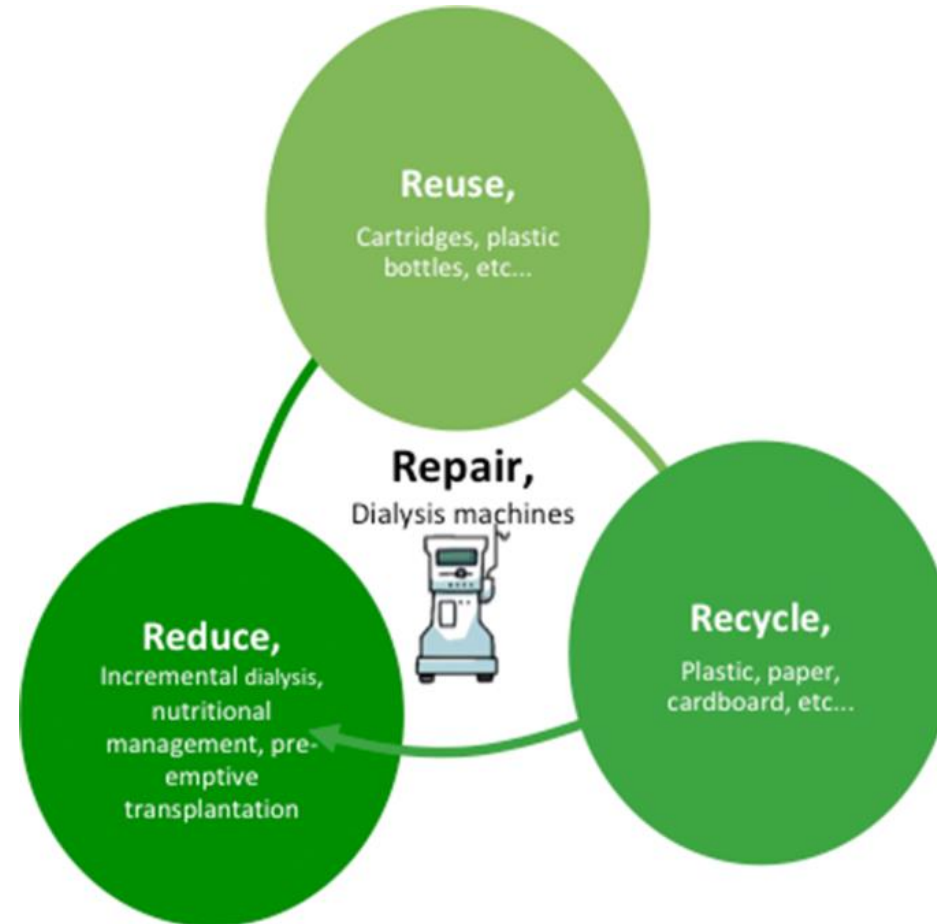 Reuse,
Cartridges, plastic
bottles, etc...
Repair,
Dialysis machines
Reduce,
Incremental dialysis,
nutritional
management, pre-
emptive
transplantation
Recycle,
Plastic, paper,
cardboard, etc...